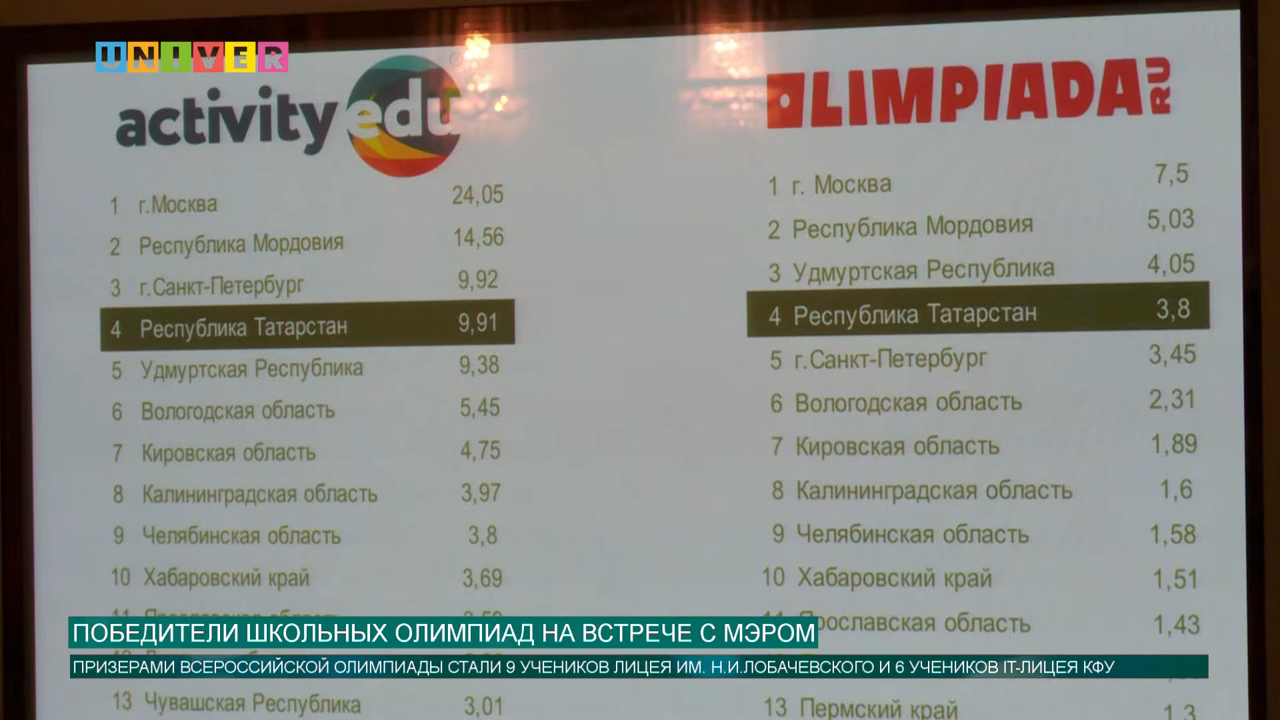 UNIVER
activityedu
1 г.Москва 24,05
2 Республика Мордовия 14,56
3 г.Санкт-Петербург 9,92
4 Республика Татарстан 9,91
5 Удмуртская Республика 9,38
6 Вологодская область 5,45
7 Кировская область 4,75
8 Калининградская область 3,97
9 Челябинская область 3,8
10 Хабаровский край 3,69
13 Чувашская Республика 3,01
OLIMPIADA RU
1 г. Москва 7,5
2 Республика Мордовия 5,03
3 Удмуртская Республика 4,05
4 Республика Татарстан 3,8
5 г.Санкт-Петербург 3,45
6 Вологодская область 2,31
7 Кировская область 1,89
8 Калининградская область 1,6
9 Челябинская область 1,58
10 Хабаровский край 1,51
область 1,43
13 Пермский край 1,3
ПОБЕДИТЕЛИ ШКОЛЬНЫХ ОЛИМПИАД НА ВСТРЕЧЕ С МЭРОМ
ПРИЗЕРАМИ ВСЕРОССИЙСКОЙ ОЛИМПИАДЫ СТАЛИ 9 УЧЕНИКОВ ЛИЦЕЯ ИМ. Н.И.ЛОБАЧЕВСКОГО И 6 УЧЕНИКОВ IT-ЛИЦЕЯ КФУ